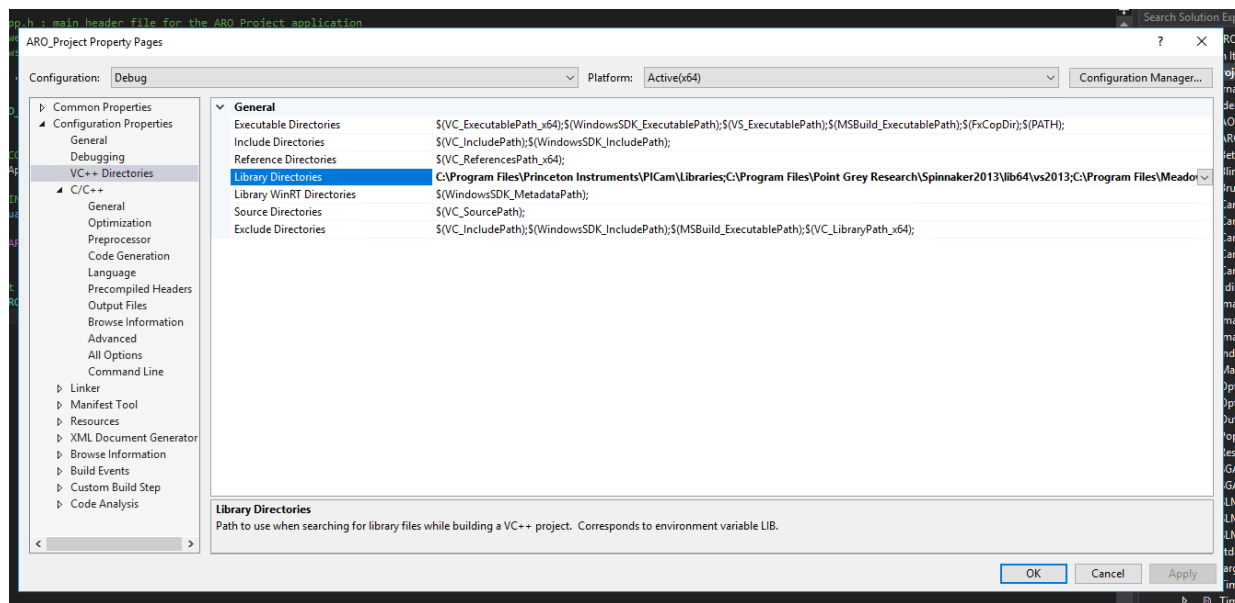 pp.h : main header file for the ARO Project application
Search Solution Exp
ARO_Project Property Pages
?
Configuration:
Debug
Platform:
Active(x64)
Configuration Manager...
Common Properties
Configuration Properties
General
Debugging
VC++ Directories
C/C++
General
Optimization
Preprocessor
Code Generation
Language
Precompiled Headers
Output Files
Browse Information
Advanced
All Options
Command Line
Linker
Manifest Tool
Resources
XML Document Generator
Browse Information
Build Events
Custom Build Step
Code Analysis
General
Executable Directories $(VC_ExecutablePath_x64);$(WindowsSDK_ExecutablePath);$(VS_ExecutablePath);$(MSBuild_ExecutablePath);$(FxCopDir);$(PATH);
Include Directories $(VC_IncludePath);$(WindowsSDK_IncludePath);
Reference Directories $(VC_ReferencesPath_x64);
Library Directories C:\Program Files\Princeton Instruments\PICam\Libraries;C:\Program Files\Point Grey Research\Spinnaker2013\lib64\vs2013;C:\Program Files\Meadow
Library WinRT Directories $(WindowsSDK_MetadataPath);
Source Directories $(VC_SourcePath);
Exclude Directories $(VC_IncludePath);$(WindowsSDK_IncludePath);$(MSBuild_ExecutablePath);$(VC_LibraryPath_x64);
Library Directories
Path to use when searching for library files while building a VC++ project. Corresponds to environment variable LIB.
OK
Cancel
Apply